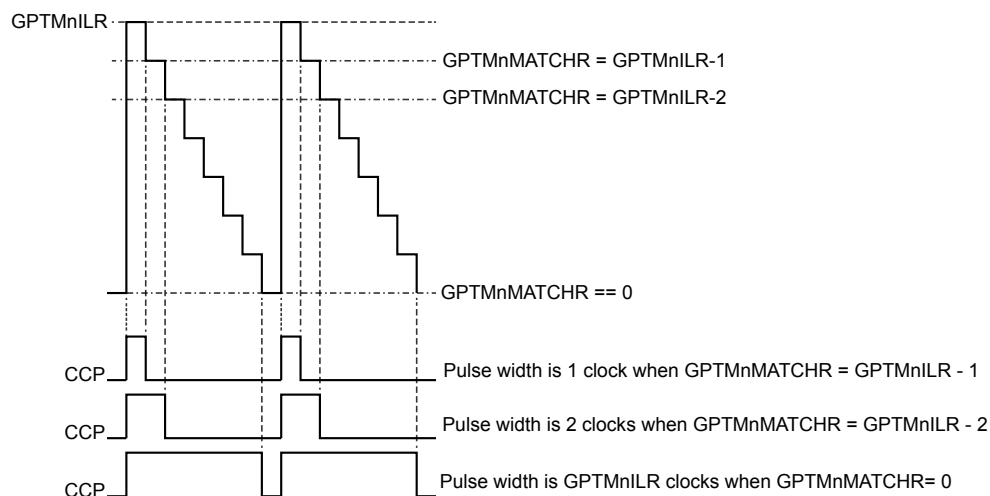 GPTMnILR
GPTMnMATCHR = GPTMnILR-1
GPTMnMATCHR = GPTMnILR-2
GPTMnMATCHR == 0
CCP
Pulse width is 1 clock when GPTMnMATCHR = GPTMnILR - 1
CCP
Pulse width is 2 clocks when GPTMnMATCHR = GPTMnILR - 2
CCP
Pulse width is GPTMnILR clocks when GPTMnMATCHR= 0